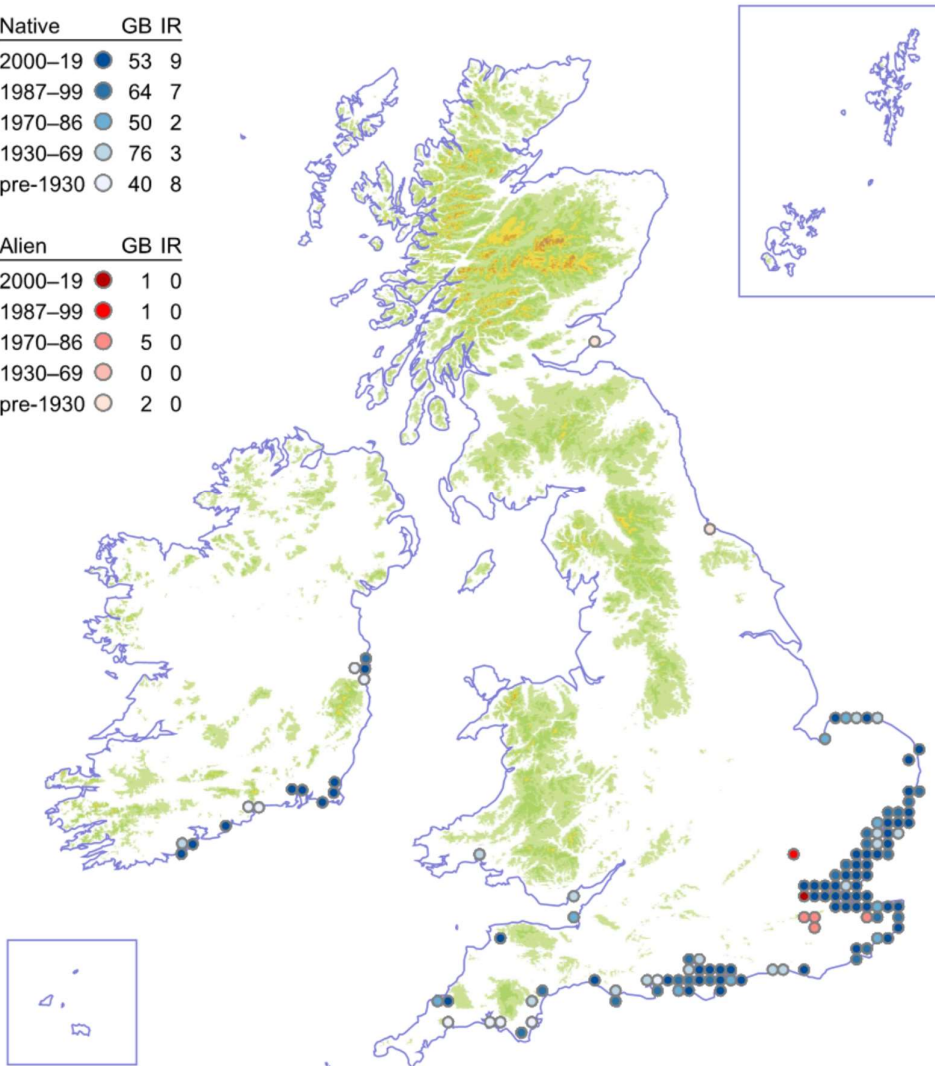 Native GB IR
2000–19 53 9
1987–99 64 7
1970–86 50 2
1930–69 76 3
pre-1930 40 8
Alien GB IR
2000–19 1 0
1987–99 1 0
1970–86 5 0
1930–69 0 0
pre-1930 2 0